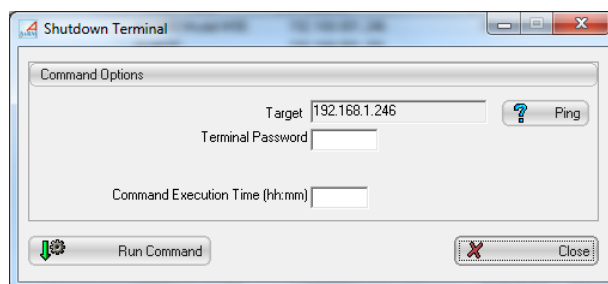 Shutdown Terminal
Command Options
Target 192.168.1.246 Ping
Terminal Password
Command Execution Time (hh:mm)
Run Command Close